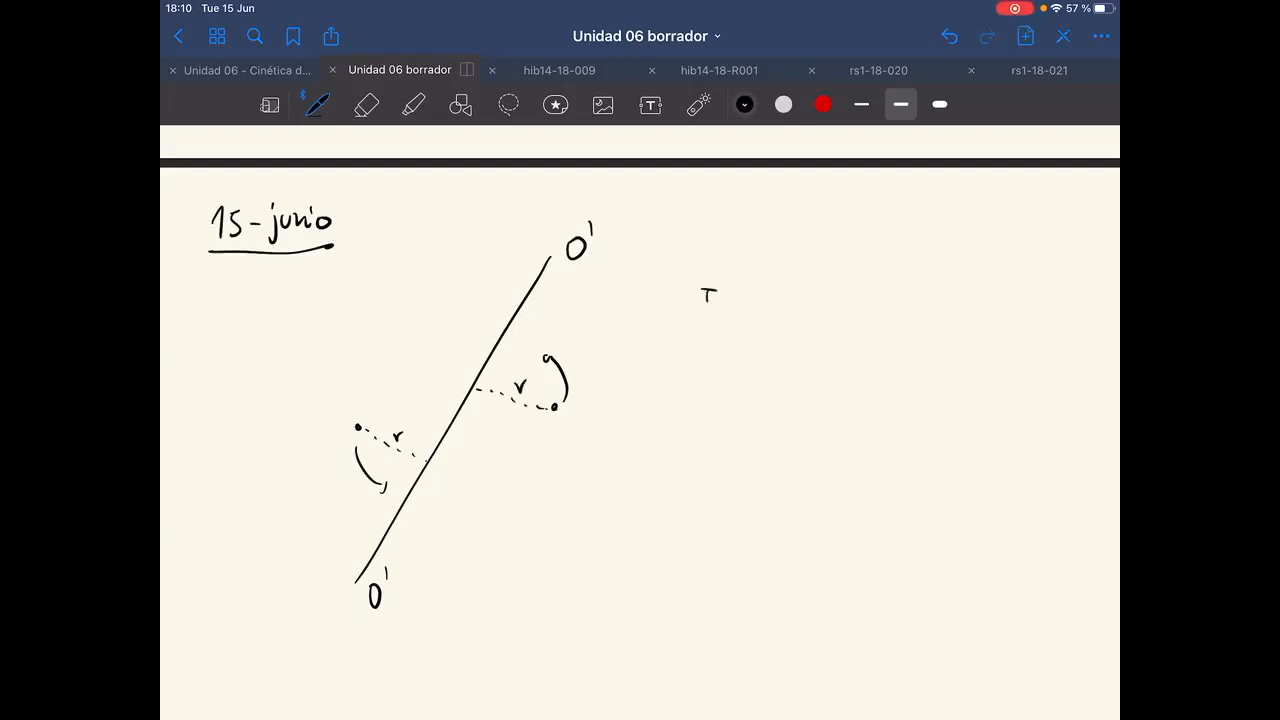 18:10 Tue 15 Jun 57 %
Unidad 06 borrador
Unidad 06 - Cinética d... Unidad 06 borrador hib14-18-009 hib14-18-R001 rs1-18-020 rs1-18-021
T
15-junio
O'
I
r
r
O'